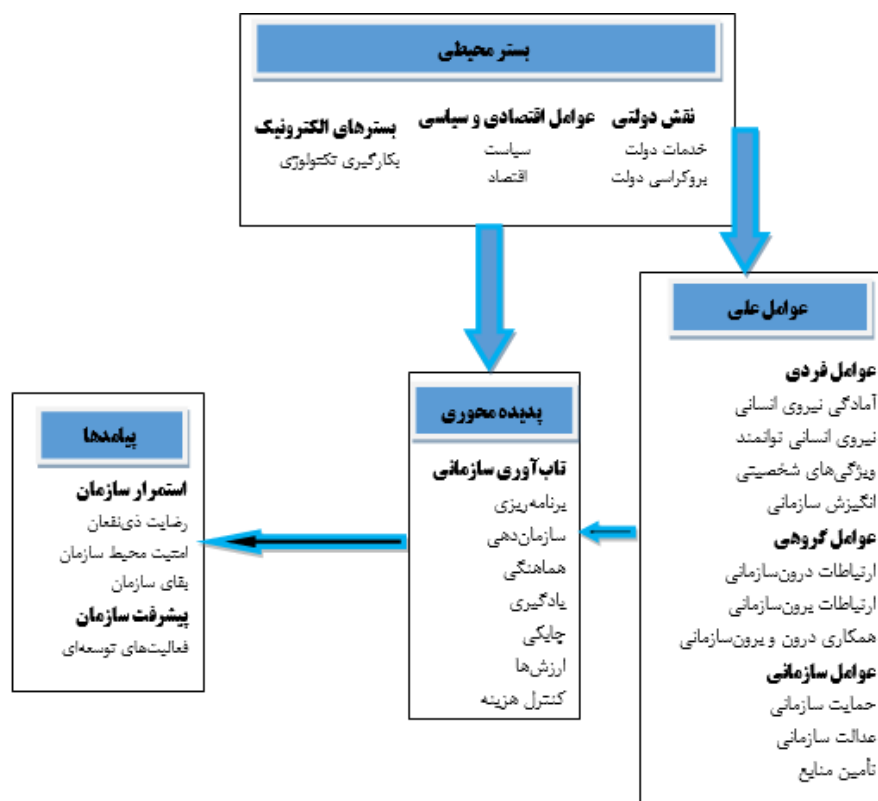 بستر محیطی
نقش دولتی
خدمات دولت
بروکراسی دولت
عوامل اقتصادی و سیاسی
سیاست
اقتصاد
بسترهای الکترونیک
بکارگیری تکنولوژی
عوامل علی
عوامل فردی
آمادگی نیروی انسانی
نیروی انسانی توانمند
ویژگی‌های شخصیتی
انگیزش سازمانی
عوامل گروهی
ارتباطات درون‌سازمانی
ارتباطات برون‌سازمانی
همکاری درون و برون‌سازمانی
عوامل سازمانی
حمایت سازمانی
عدالت سازمانی
تأمین منابع
پدیده محوری
تاب‌آوری سازمانی
برنامه‌ریزی
سازمان‌دهی
هماهنگی
یادگیری
چابکی
ارزش‌ها
کنترل هزینه
پیامدها
استمرار سازمان
رضایت ذی‌نفعان
امنیت محیط سازمان
بقای سازمان
پیشرفت سازمان
فعالیت‌های توسعه‌ای